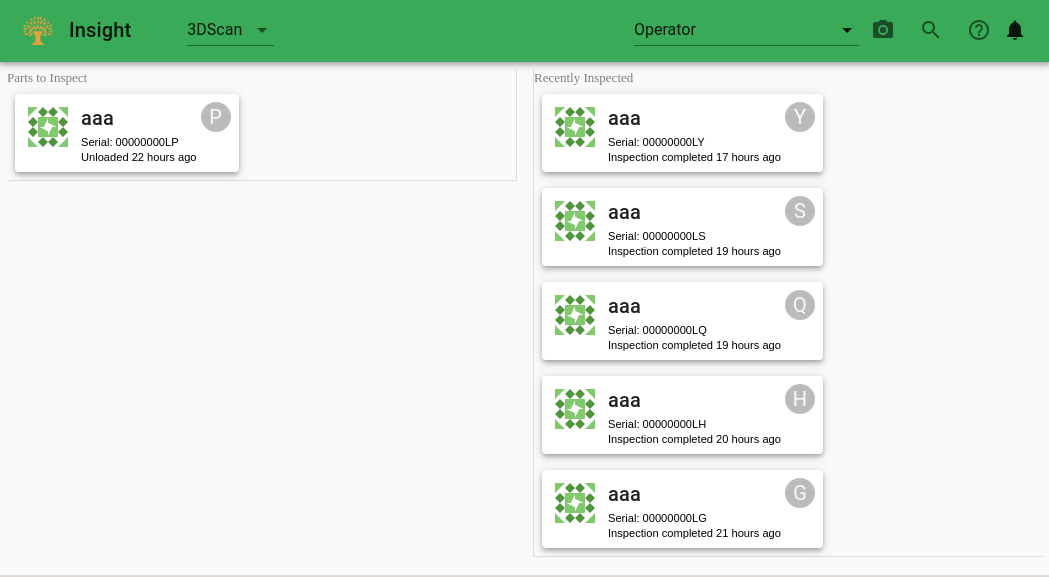 Insight
3DScan
Operator
Parts to Inspect
aaa
P
Serial: 00000000LP
Unloaded 22 hours ago
Recently Inspected
aaa
Y
Serial: 00000000LY
Inspection completed 17 hours ago
aaa
S
Serial: 00000000LS
Inspection completed 19 hours ago
aaa
Q
Serial: 00000000LQ
Inspection completed 19 hours ago
aaa
H
Serial: 00000000LH
Inspection completed 20 hours ago
aaa
G
Serial: 00000000LG
Inspection completed 21 hours ago